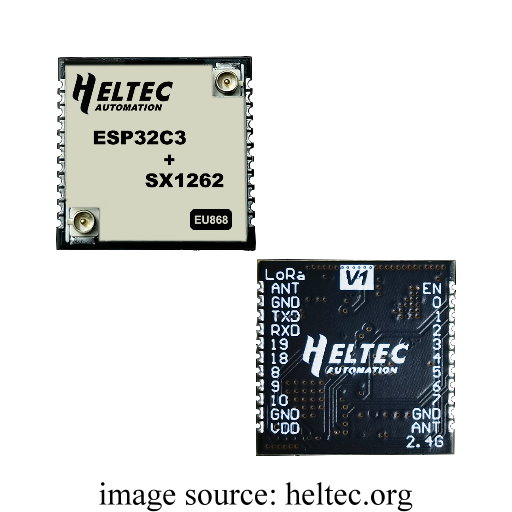 HELTEC
AUTOMATION
ESP32C3
+
SX1262
EU868
LoRa V1
ANT EN
GND 0
TXD 1
RXD 2
19 3
18 4
8 5
9 6
10 7
GND GND
VDD ANT
2.4G
HELTEC
AUTOMATION
image source: heltec.org